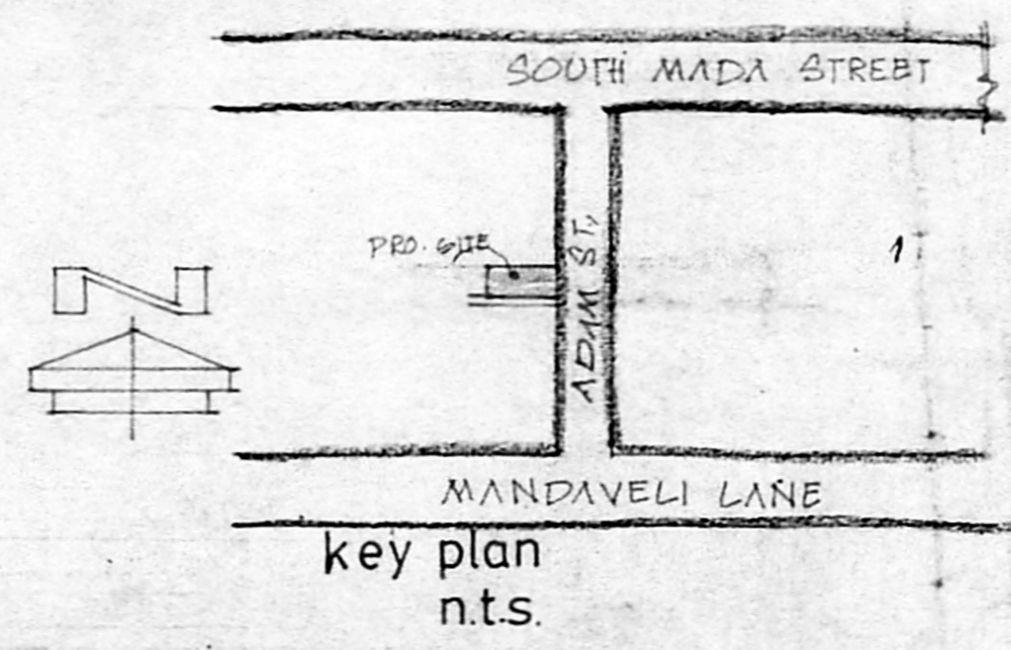 SOUTH MADA STREET
PRO. SITE
ADAM ST,
1
N
MANDAVELI LANE
key plan
n.t.s.